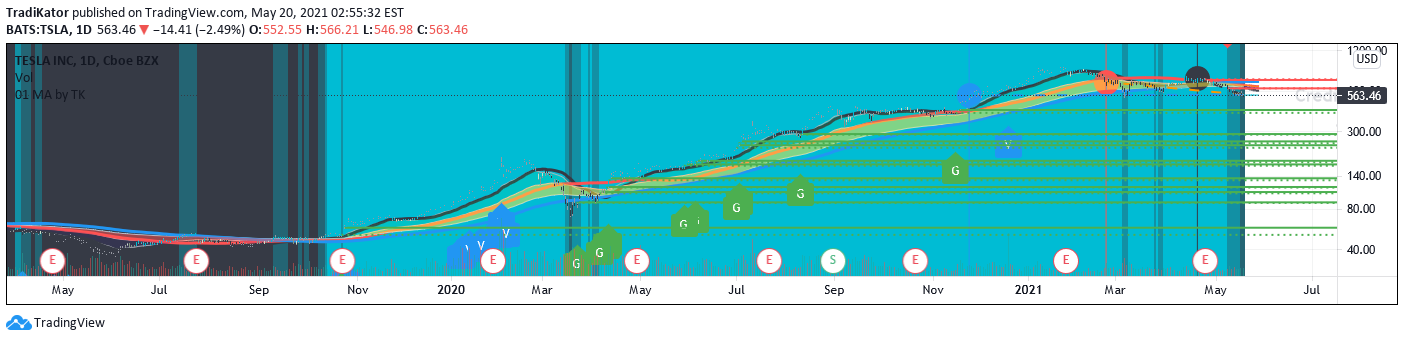 TradiKator published on TradingView.com, May 20, 2021 02:55:32 EST
BATS:TSLA, 1D 563.46 ▼ −14.41 (−2.49%) O:552.55 H:566.21 L:546.98 C:563.46
TESLA INC, 1D, Cboe BZX
Vol
01 MA by TK
1200.00
USD
563.46
300.00
140.00
80.00
40.00
V
V V
G G G G G G
E E E E E E S E E E
May Jul Sep Nov 2020 Mar May Jul Sep Nov 2021 Mar May Jul
TradingView